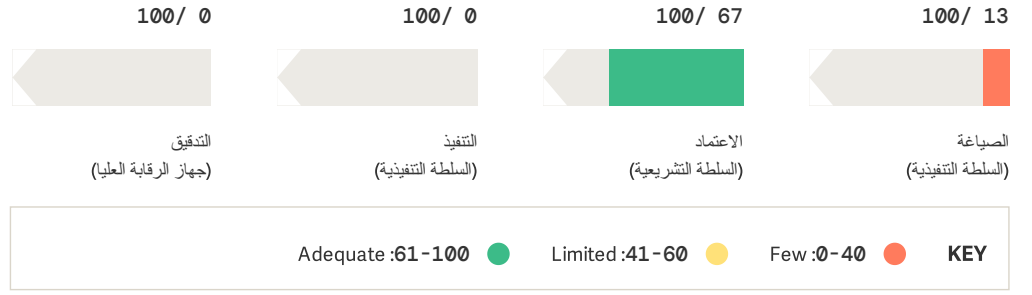 13 /100
67 /100
0 /100
0 /100
الصياغة
(السلطة التنفيذية)
الاعتماد
(السلطة التشريعية)
التنفيذ
(السلطة التنفيذية)
التدقيق
(جهاز الرقابة العليا)
KEY
Few :0-40
Limited :41-60
Adequate :61-100